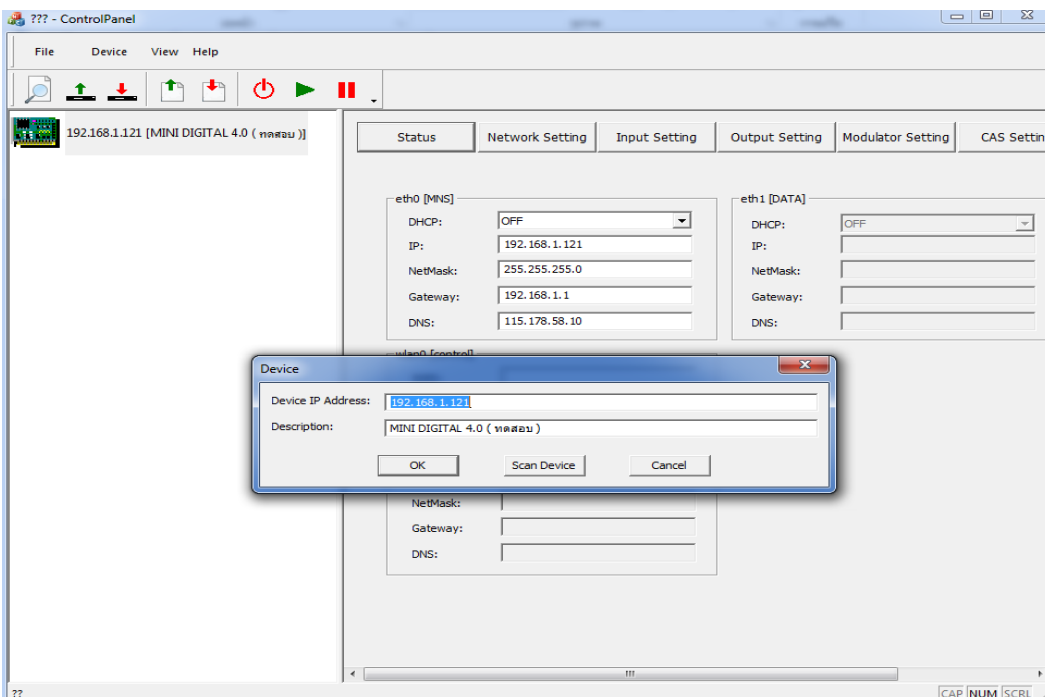 ??? - ControlPanel
File Device View Help
192.168.1.121 [MINI DIGITAL 4.0 ( ทดสอบ )]
Status Network Setting Input Setting Output Setting Modulator Setting CAS Settin
eth0 [MNS]
DHCP: OFF
IP: 192.168.1.121
NetMask: 255.255.255.0
Gateway: 192.168.1.1
DNS: 115.178.58.10
eth1 [DATA]
DHCP: OFF
IP:
NetMask:
Gateway:
DNS:
wlan0 [control]
Device
Device IP Address: 192.168.1.121
Description: MINI DIGITAL 4.0 ( ทดสอบ )
OK Scan Device Cancel
NetMask:
Gateway:
DNS:
?? CAP NUM SCRL